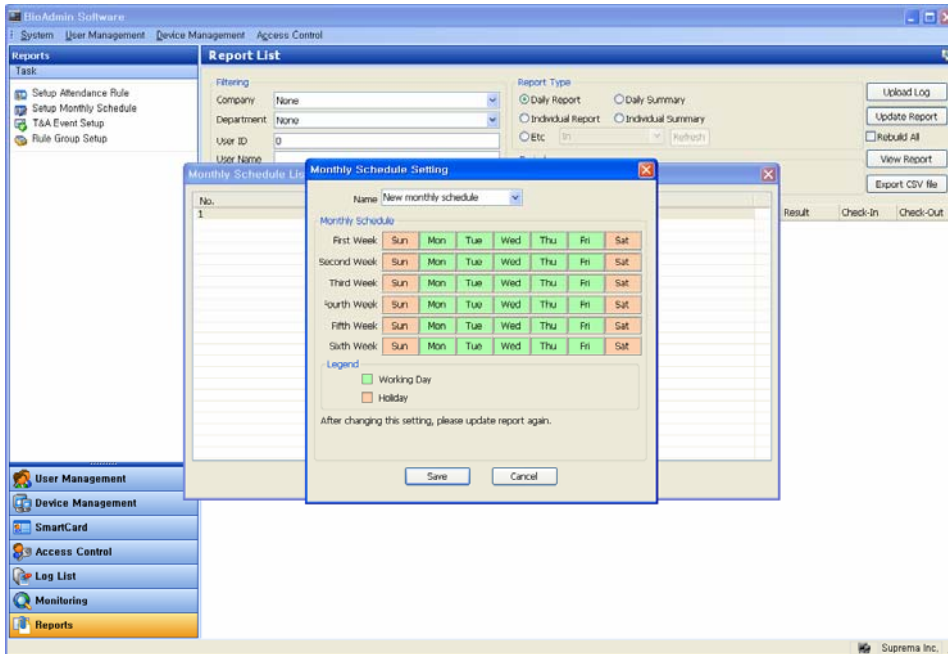 BioAdmin Software
System User Management Device Management Access Control
Reports
Task
Setup Attendance Rule
Setup Monthly Schedule
T&A Event Setup
Rule Group Setup
Report List
Filtering
Company None
Department None
User ID 0
User Name
Report Type
Daily Report Daily Summary
Individual Report Individual Summary
Etc In Refresh
Upload Log
Update Report
Rebuild All
View Report
Export CSV file
Result Check-In Check-Out
Monthly Schedule Lis
No.
1
Monthly Schedule Setting
Name New monthly schedule
Monthly Schedule
First Week Sun Mon Tue Wed Thu Fri Sat
Second Week Sun Mon Tue Wed Thu Fri Sat
Third Week Sun Mon Tue Wed Thu Fri Sat
Fourth Week Sun Mon Tue Wed Thu Fri Sat
Fifth Week Sun Mon Tue Wed Thu Fri Sat
Sixth Week Sun Mon Tue Wed Thu Fri Sat
Legend
Working Day
Holiday
After changing this setting, please update report again.
Save Cancel
User Management
Device Management
SmartCard
Access Control
Log List
Monitoring
Reports
Suprema Inc.